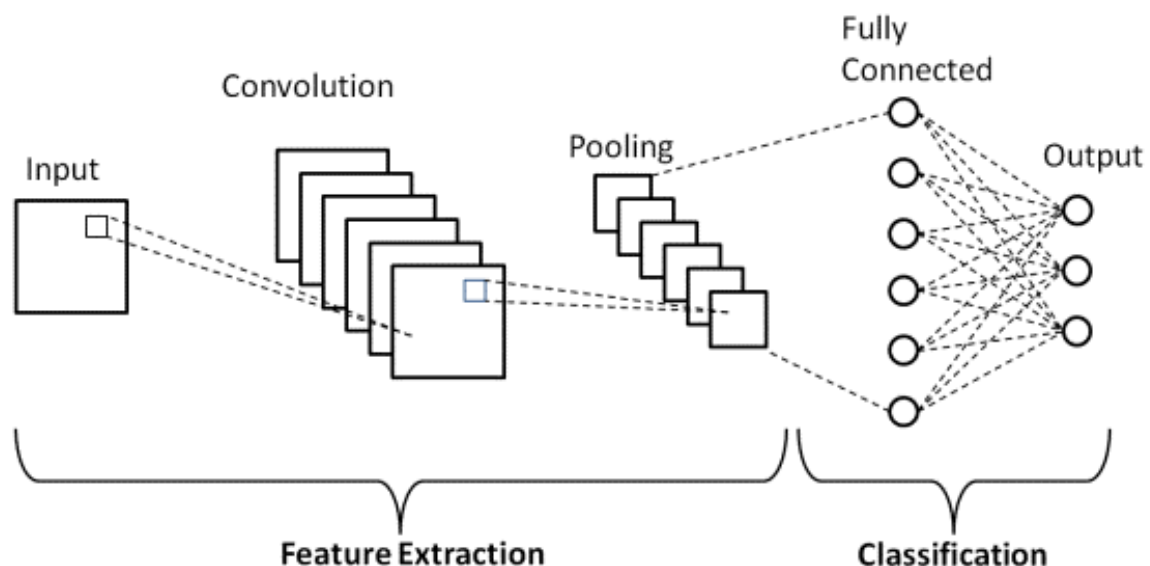 Input
Convolution
Pooling
Fully
Connected
Output
Feature Extraction
Classification